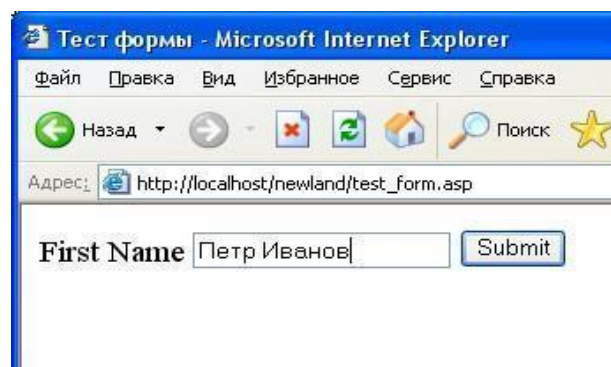 Тест формы - Microsoft Internet Explorer
Файл Правка Вид Избранное Сервис Справка
Назад Поиск
Адрес: http://localhost/newland/test_form.asp
First Name Петр Иванов Submit